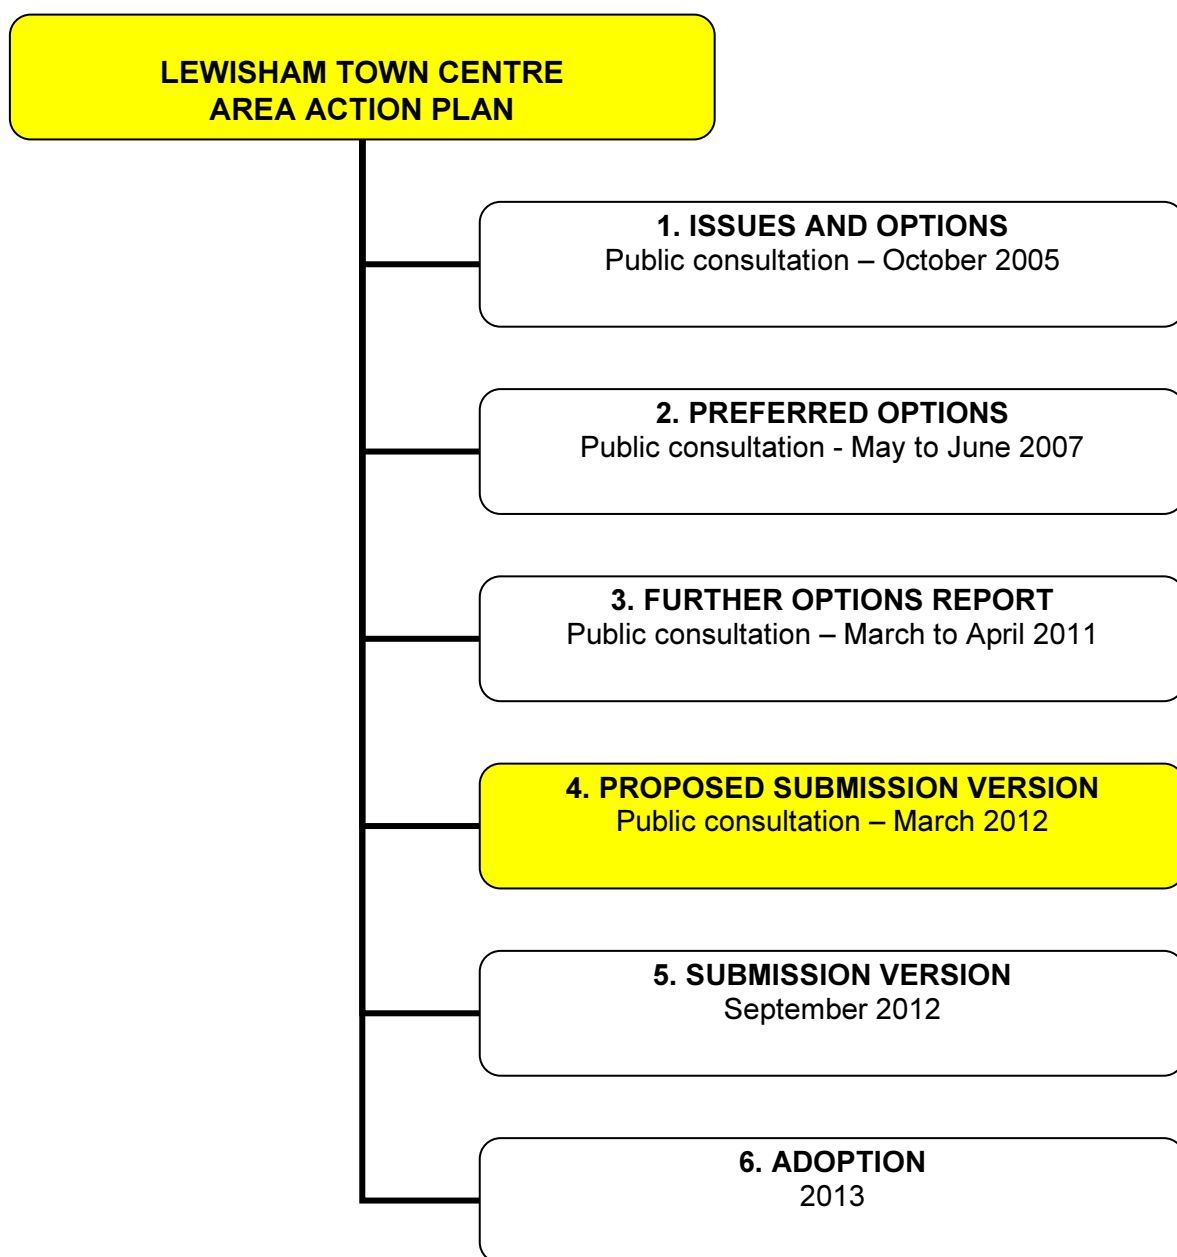 LEWISHAM TOWN CENTRE
AREA ACTION PLAN
1. ISSUES AND OPTIONS
Public consultation – October 2005
2. PREFERRED OPTIONS
Public consultation - May to June 2007
3. FURTHER OPTIONS REPORT
Public consultation – March to April 2011
4. PROPOSED SUBMISSION VERSION
Public consultation – March 2012
5. SUBMISSION VERSION
September 2012
6. ADOPTION
2013